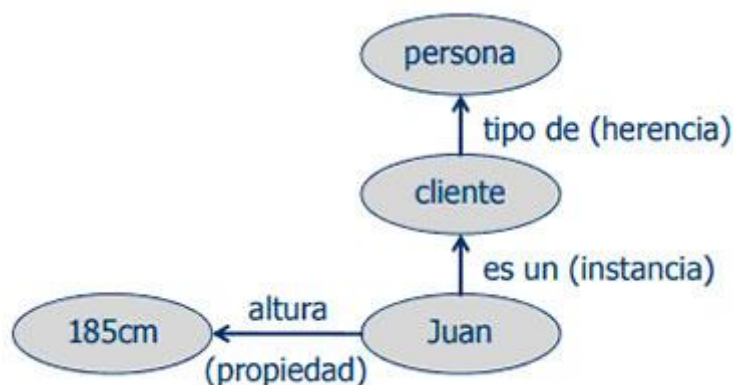 persona
tipo de (herencia)
cliente
es un (instancia)
altura
185cm
Juan
(propiedad)